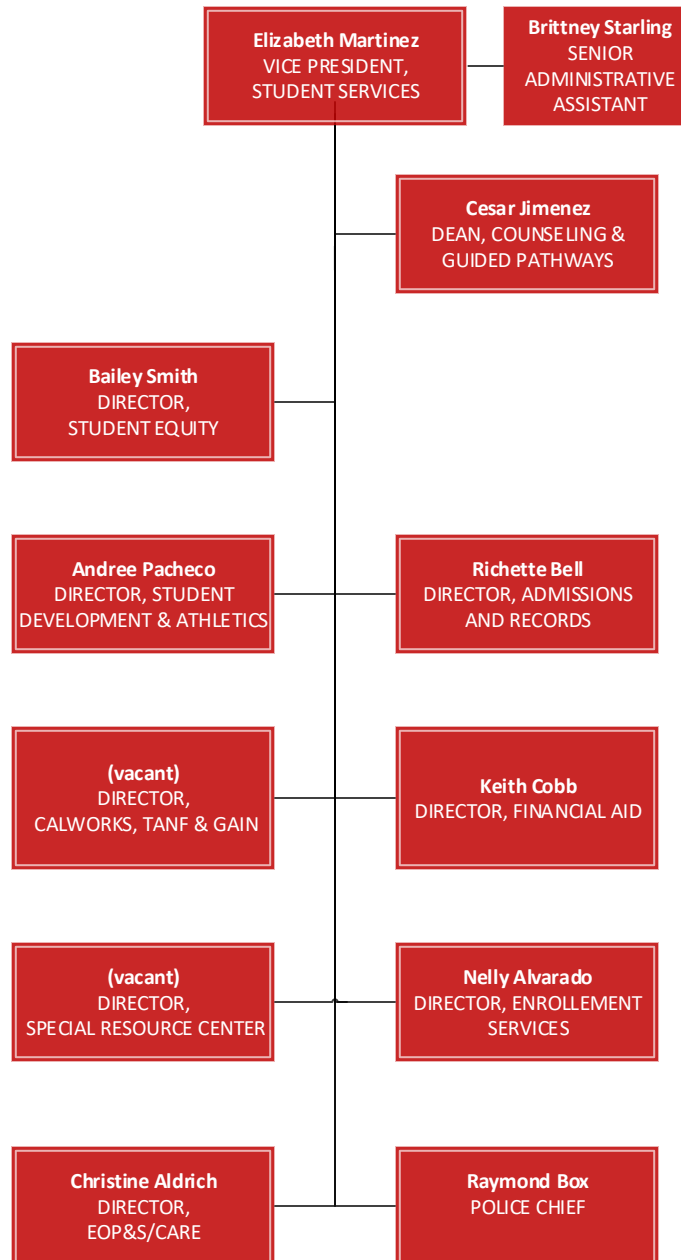 Elizabeth Martinez
VICE PRESIDENT,
STUDENT SERVICES
Brittney Starling
SENIOR
ADMINISTRATIVE
ASSISTANT
Cesar Jimenez
DEAN, COUNSELING &
GUIDED PATHWAYS
Bailey Smith
DIRECTOR,
STUDENT EQUITY
Andree Pacheco
DIRECTOR, STUDENT
DEVELOPMENT & ATHLETICS
Richette Bell
DIRECTOR, ADMISSIONS
AND RECORDS
(vacant)
DIRECTOR,
CALWORKS, TANF & GAIN
Keith Cobb
DIRECTOR, FINANCIAL AID
(vacant)
DIRECTOR,
SPECIAL RESOURCE CENTER
Nelly Alvarado
DIRECTOR, ENROLLEMENT
SERVICES
Christine Aldrich
DIRECTOR,
EOP&S/CARE
Raymond Box
POLICE CHIEF